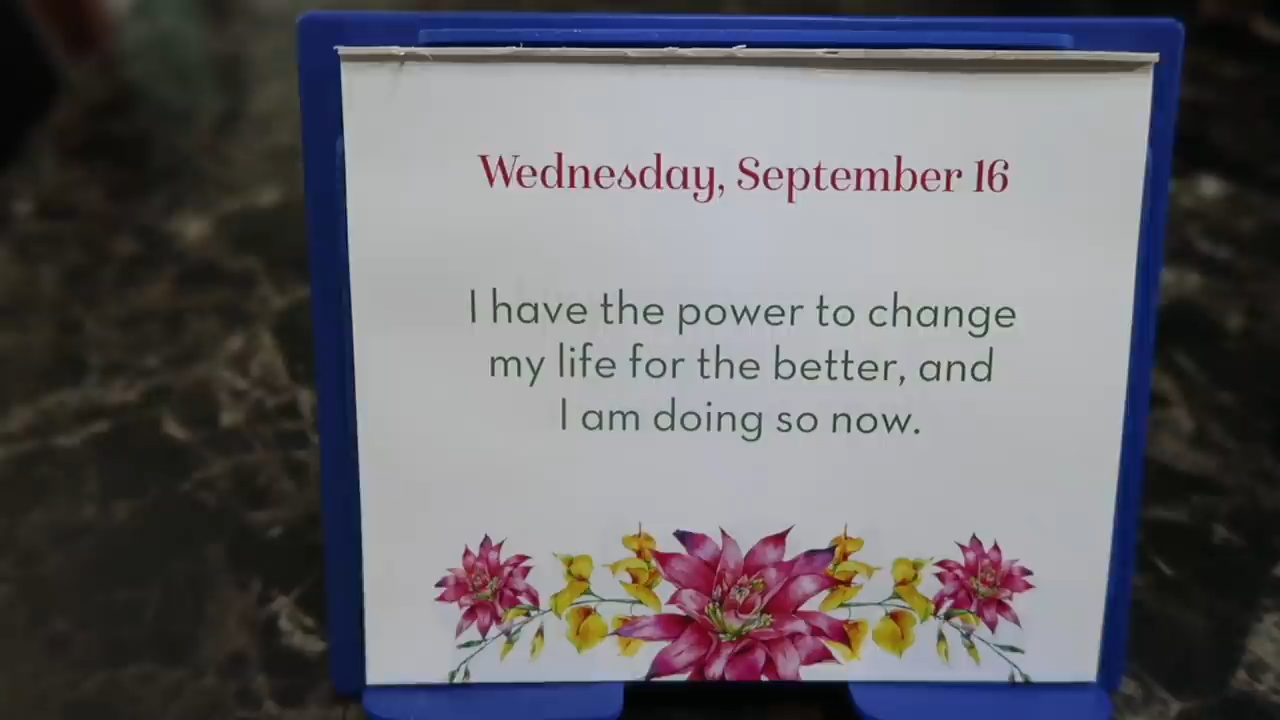 Wednesday, September 16
I have the power to change
my life for the better, and
I am doing so now.